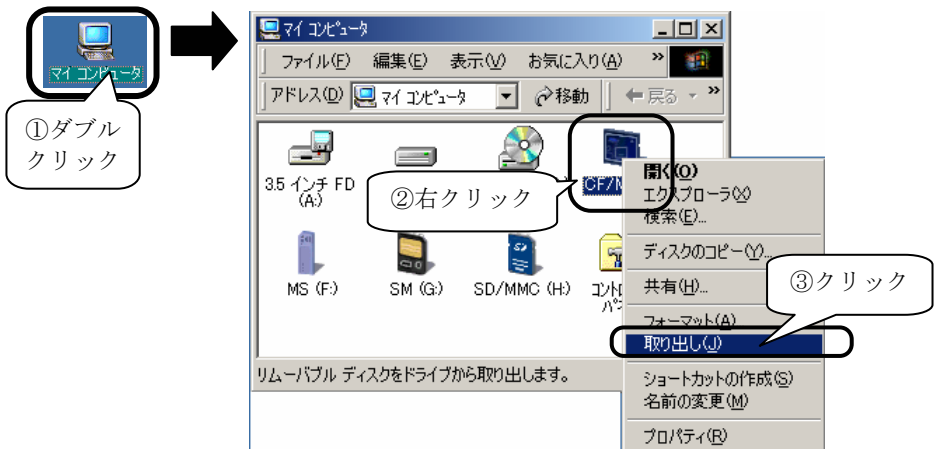 マイ コンピュータ
①ダブル
クリック
マイ コンピュータ
ファイル(F) 編集(E) 表示(V) お気に入り(A) »
アドレス(D) マイ コンピュータ 移動 戻る »
3.5 インチ FD
(A:)
②右クリック
CF/M
MS (F:)
SM (G:)
SD/MMC (H:)
コントロ
パ
開く(O)
エクスプローラ(X)
検索(E)...
ディスクのコピー(Y)...
共有(H)...
フォーマット(A)
取り出し(J)
ショートカットの作成(S)
名前の変更(M)
プロパティ(R)
③クリック
リムーバブル ディスクをドライブから取り出します。